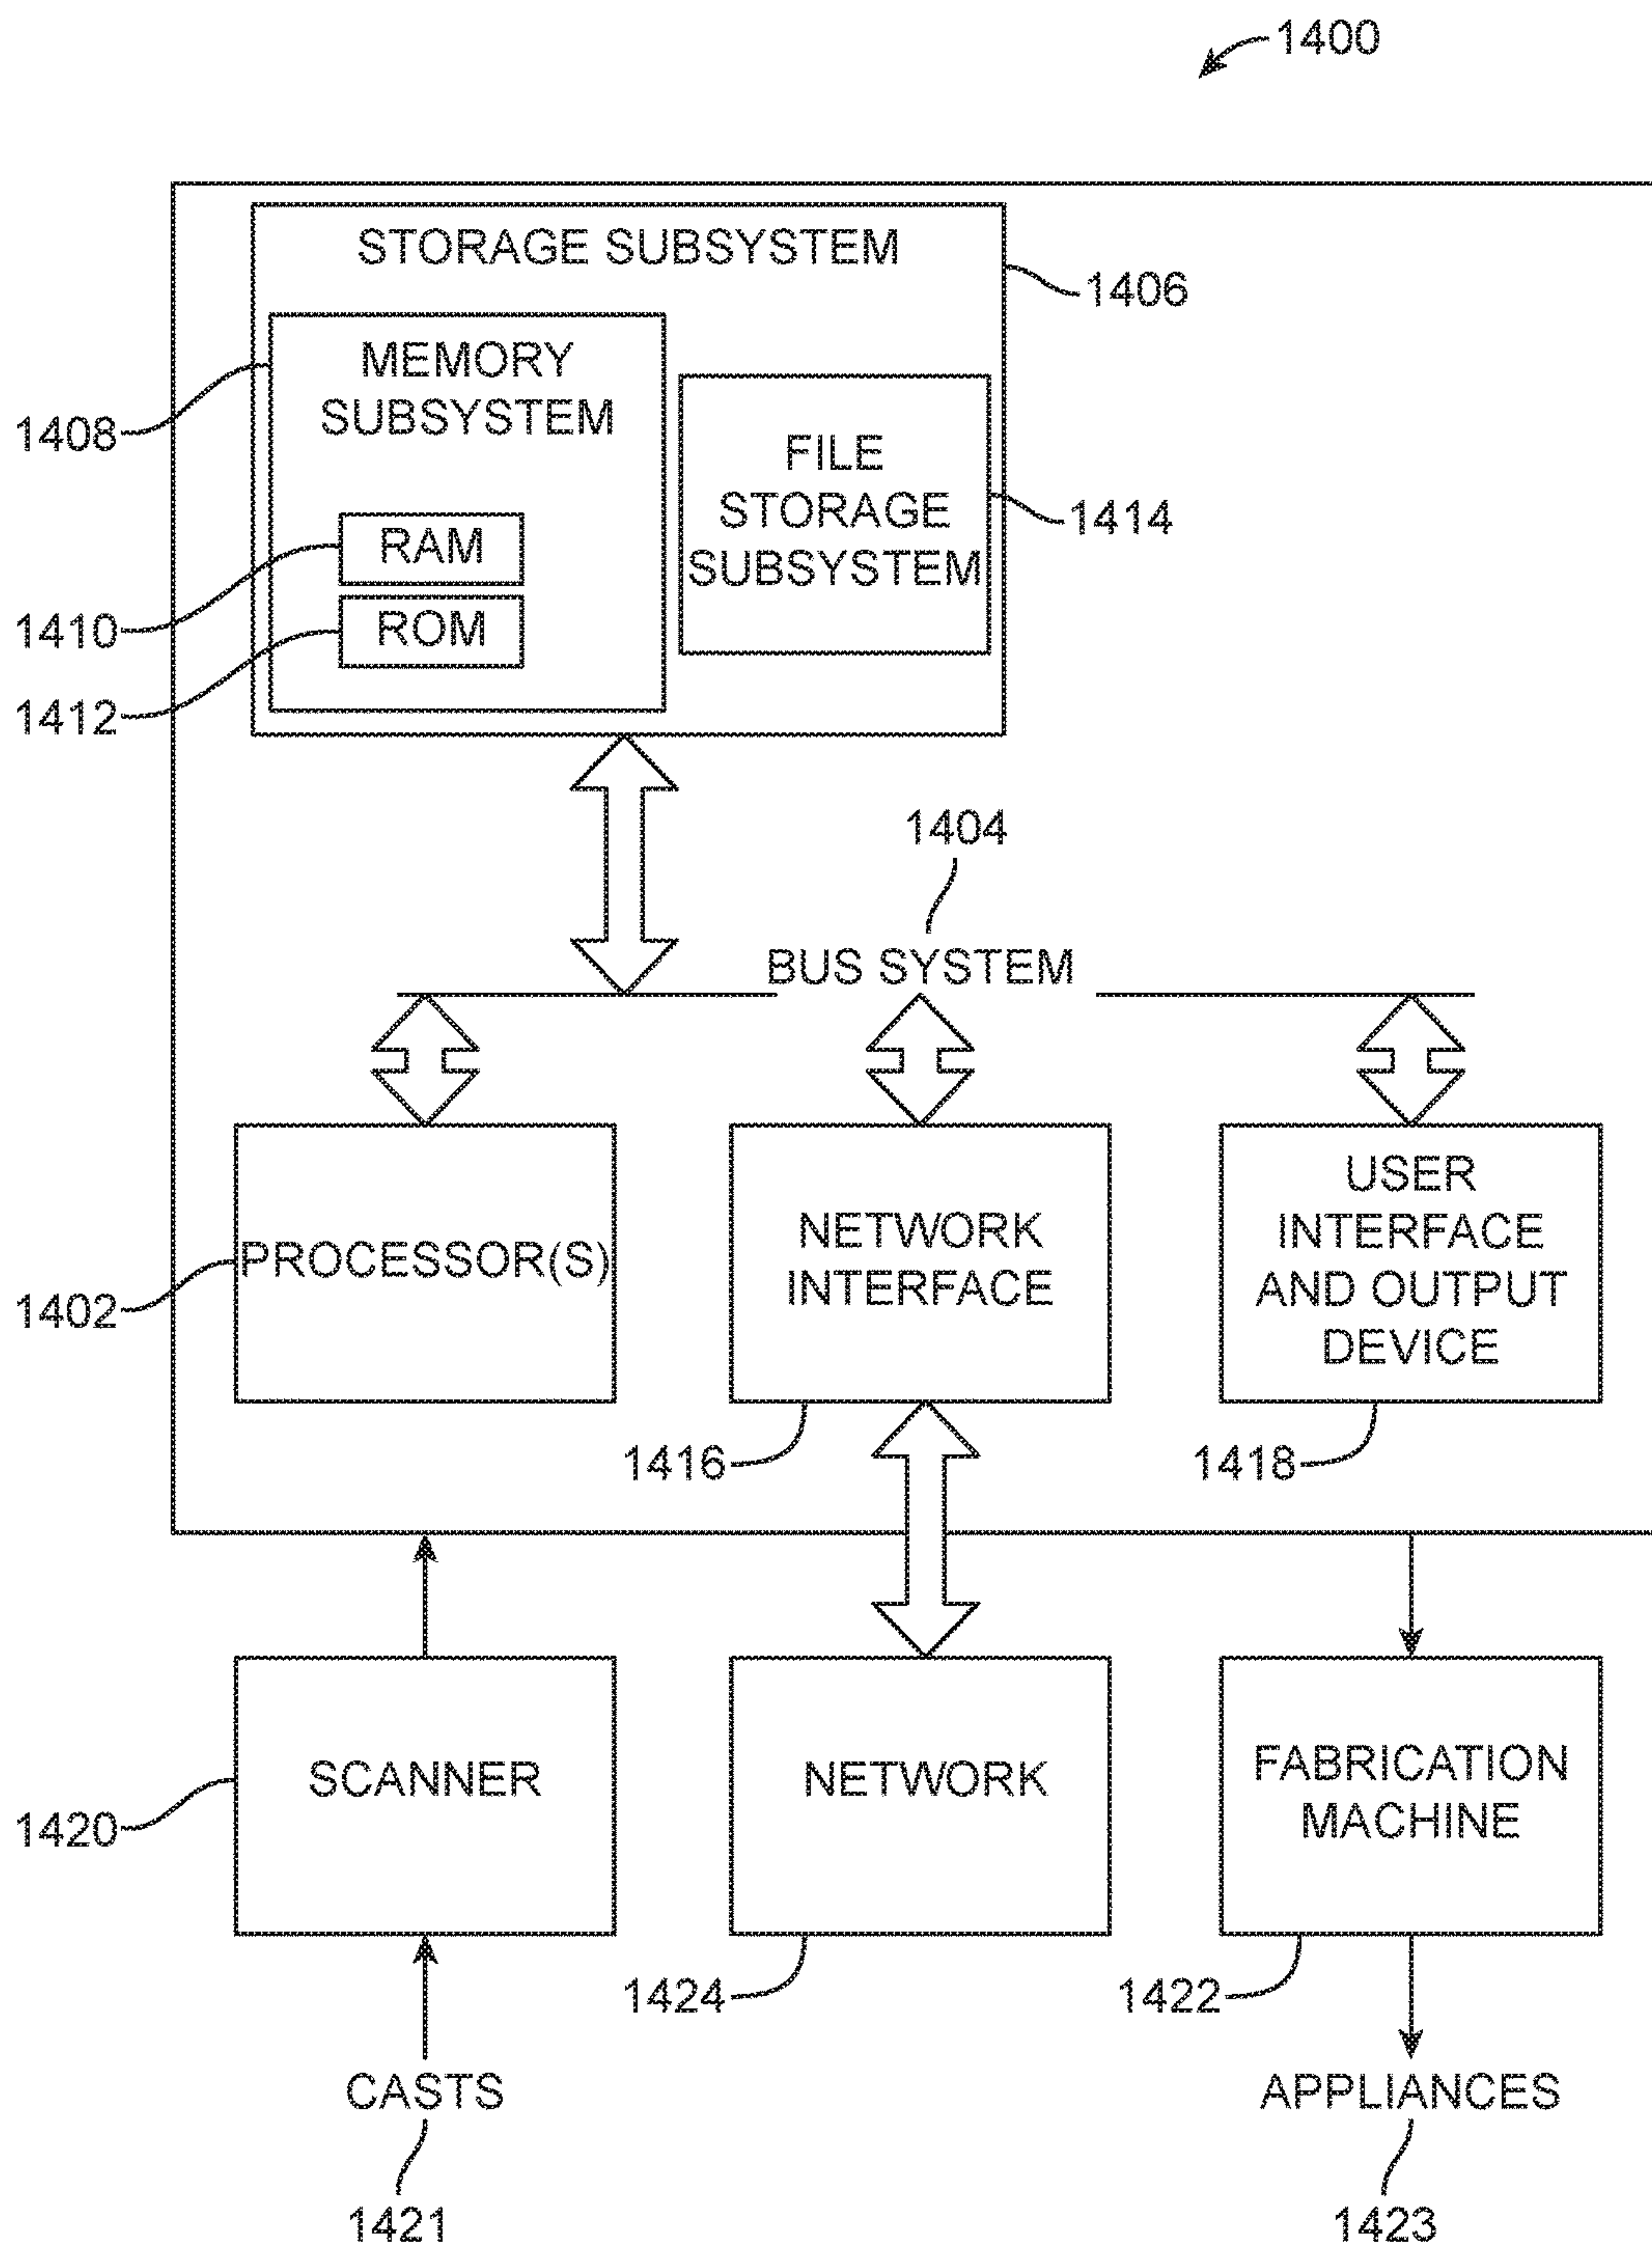 1400
STORAGE SUBSYSTEM
1406
MEMORY
SUBSYSTEM
1408
FILE
STORAGE
SUBSYSTEM
1414
RAM
1410
ROM
1412
1404
BUS SYSTEM
PROCESSOR(S)
1402
NETWORK
INTERFACE
1416
USER
INTERFACE
AND OUTPUT
DEVICE
1418
SCANNER
1420
NETWORK
1424
FABRICATION
MACHINE
1422
CASTS
1421
APPLIANCES
1423